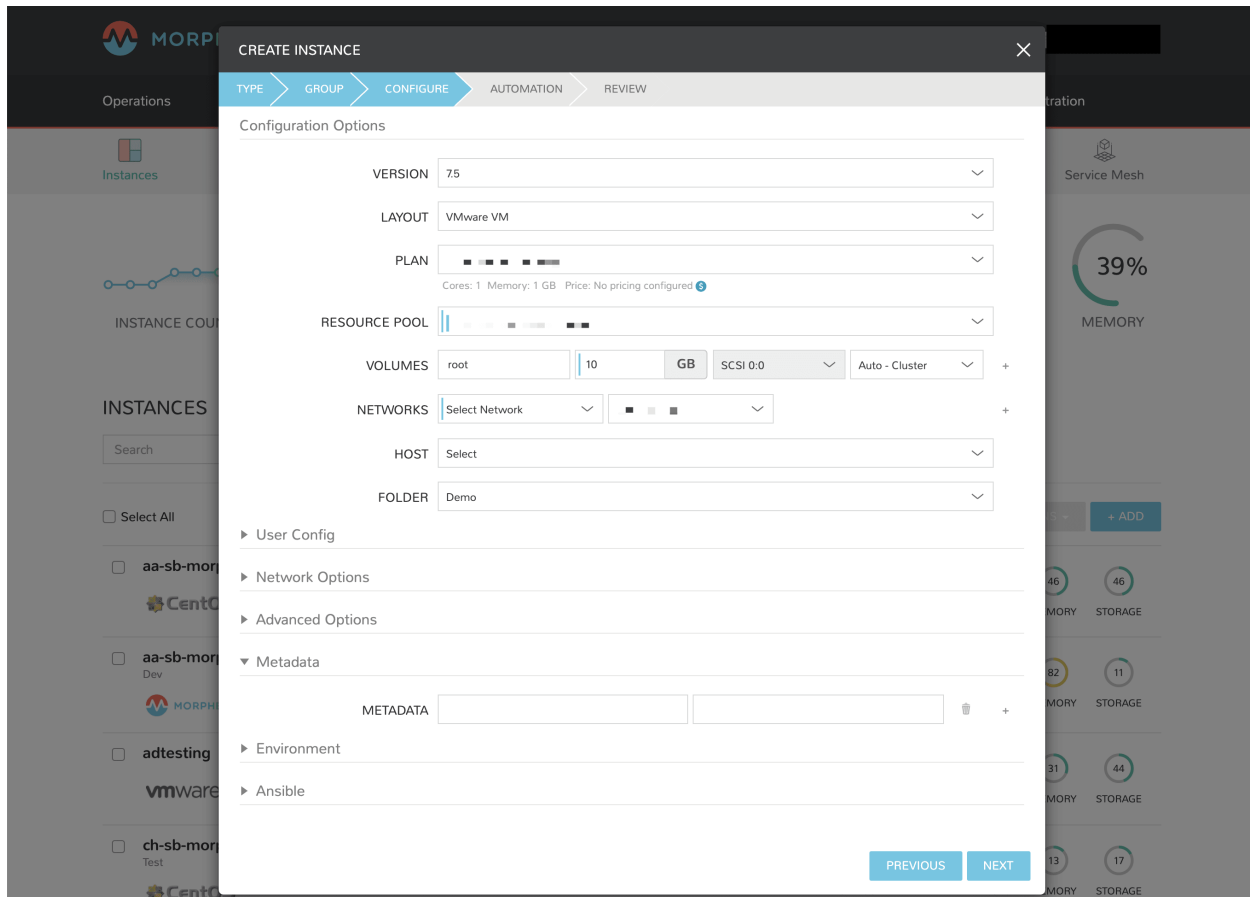 MORP
CREATE INSTANCE
TYPE GROUP CONFIGURE AUTOMATION REVIEW
Operations
tration
Configuration Options
Instances
Service Mesh
VERSION 7.5
LAYOUT VMware VM
PLAN
Cores: 1 Memory: 1 GB Price: No pricing configured $
39%
INSTANCE COU
RESOURCE POOL
MEMORY
VOLUMES root 10 GB SCSI 0:0 Auto - Cluster +
INSTANCES
NETWORKS Select Network +
Search
HOST Select
FOLDER Demo
Select All
+ ADD
User Config
aa-sb-mor
Network Options
46 46
CentO
MORY STORAGE
Advanced Options
aa-sb-mor
Dev
Metadata
82 11
MORPH
MORY STORAGE
METADATA +
adtesting
Environment
31 44
vmware
Ansible
MORY STORAGE
ch-sb-mor
Test
PREVIOUS NEXT
13 17
CentO
MORY STORAGE